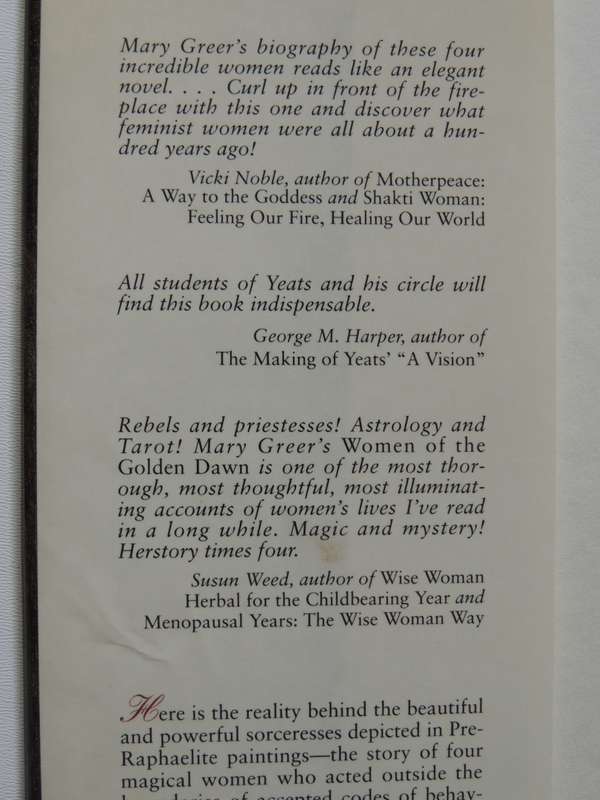 Mary Greer's biography of these four
incredible women reads like an elegant
novel. . . . Curl up in front of the fire-
place with this one and discover what
feminist women were all about a hun-
dred years ago!
Vicki Noble, author of Motherpeace:
A Way to the Goddess and Shakti Woman:
Feeling Our Fire, Healing Our World
All students of Yeats and his circle will
find this book indispensable.
George M. Harper, author of
The Making of Yeats' "A Vision"
Rebels and priestesses! Astrology and
Tarot! Mary Greer's Women of the
Golden Dawn is one of the most thor-
ough, most thoughtful, most illuminat-
ing accounts of women's lives I've read
in a long while. Magic and mystery!
Herstory times four.
Susun Weed, author of Wise Woman
Herbal for the Childbearing Year and
Menopausal Years: The Wise Woman Way
Here is the reality behind the beautiful
and powerful sorceresses depicted in Pre-
Raphaelite paintings—the story of four
magical women who acted outside the
of accepted codes of behav-